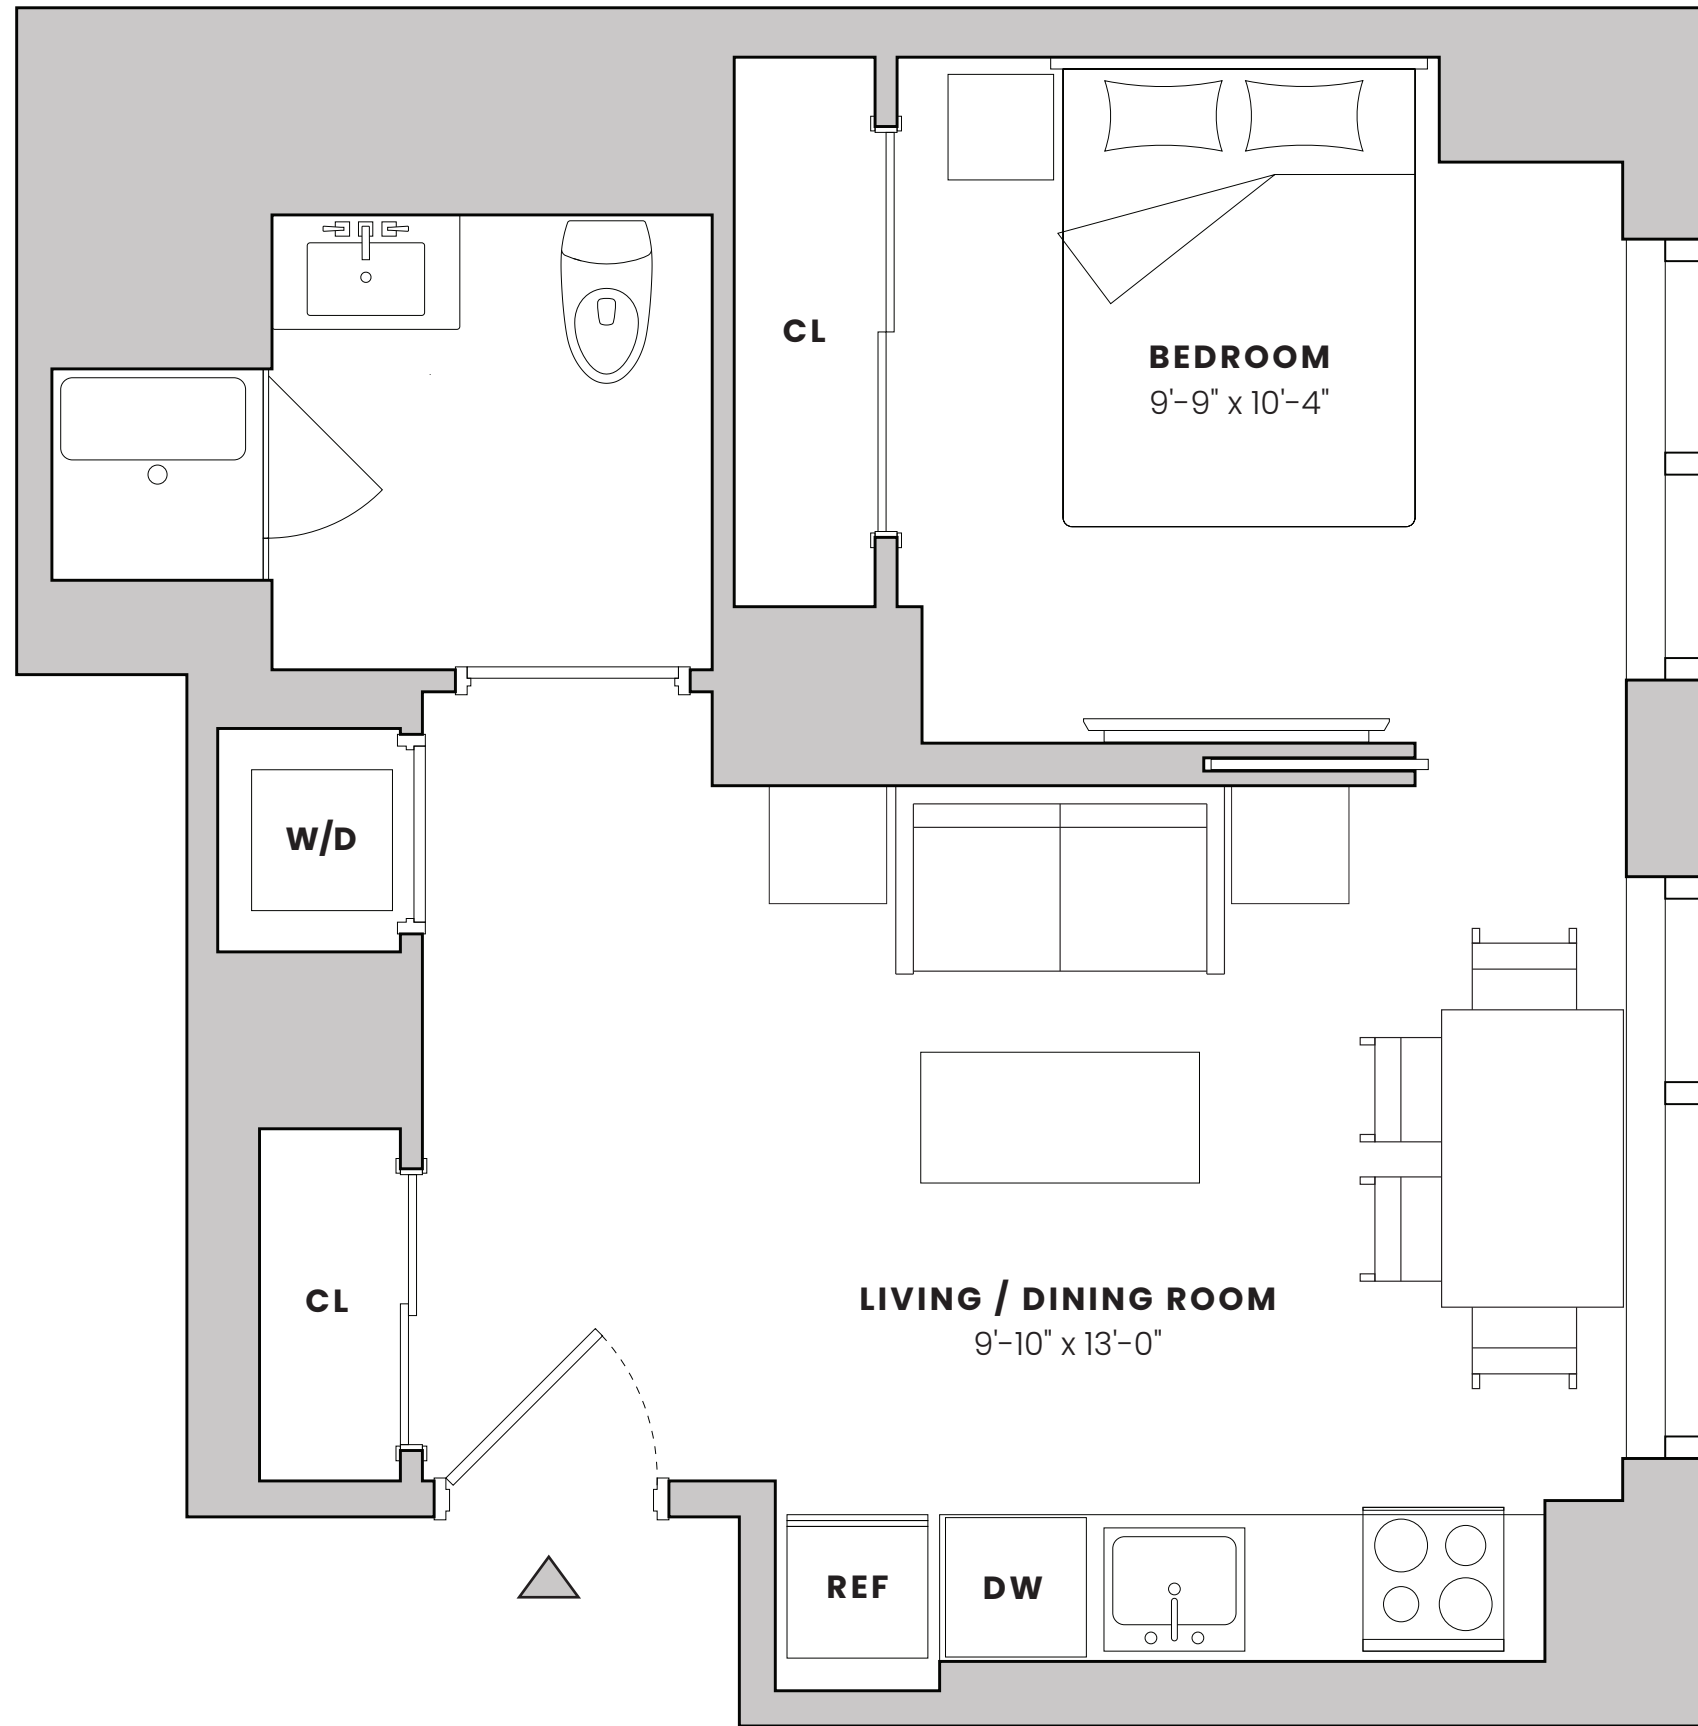 CL
BEDROOM
9'-9" x 10'-4"
W/D
CL
LIVING / DINING ROOM
9'-10" x 13'-0"
REF
DW